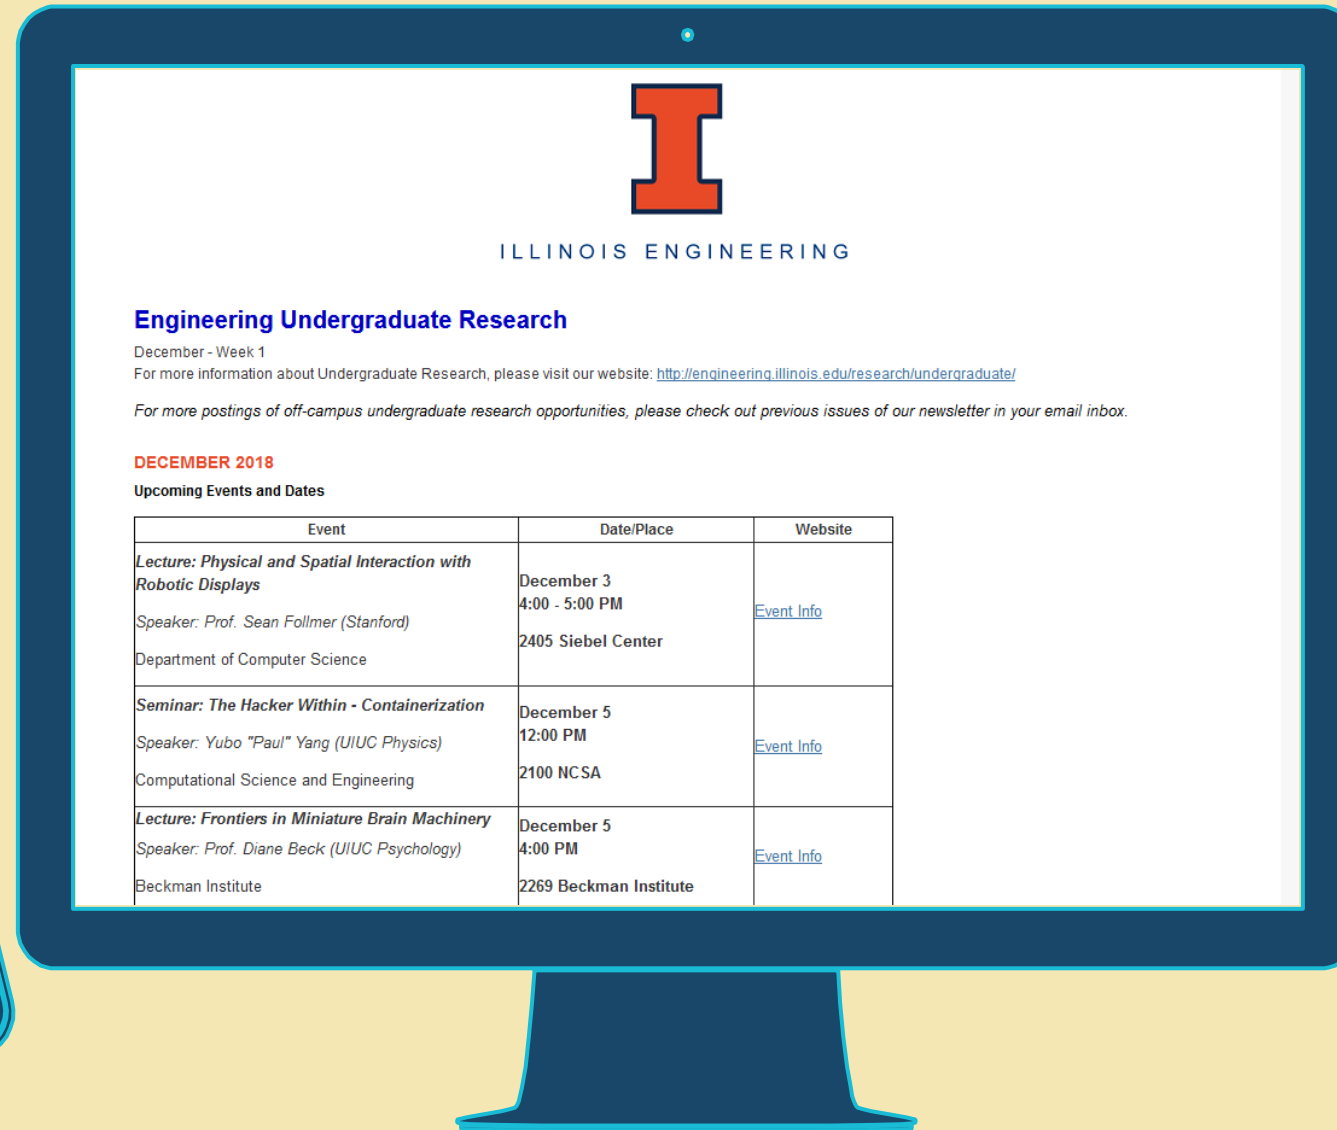 I
ILLINOIS ENGINEERING
Engineering Undergraduate Research
December - Week 1
For more information about Undergraduate Research, please visit our website: http://engineering.illinois.edu/research/undergraduate/
For more postings of off-campus undergraduate research opportunities, please check out previous issues of our newsletter in your email inbox.
DECEMBER 2018
Upcoming Events and Dates
Event Date/Place Website
Lecture: Physical and Spatial Interaction with
Robotic Displays
Speaker: Prof. Sean Follmer (Stanford)
Department of Computer Science
December 3
4:00 - 5:00 PM
2405 Siebel Center
Event Info
Seminar: The Hacker Within - Containerization
Speaker: Yubo "Paul" Yang (UIUC Physics)
Computational Science and Engineering
December 5
12:00 PM
2100 NCSA
Event Info
Lecture: Frontiers in Miniature Brain Machinery
Speaker: Prof. Diane Beck (UIUC Psychology)
Beckman Institute
December 5
4:00 PM
2269 Beckman Institute
Event Info